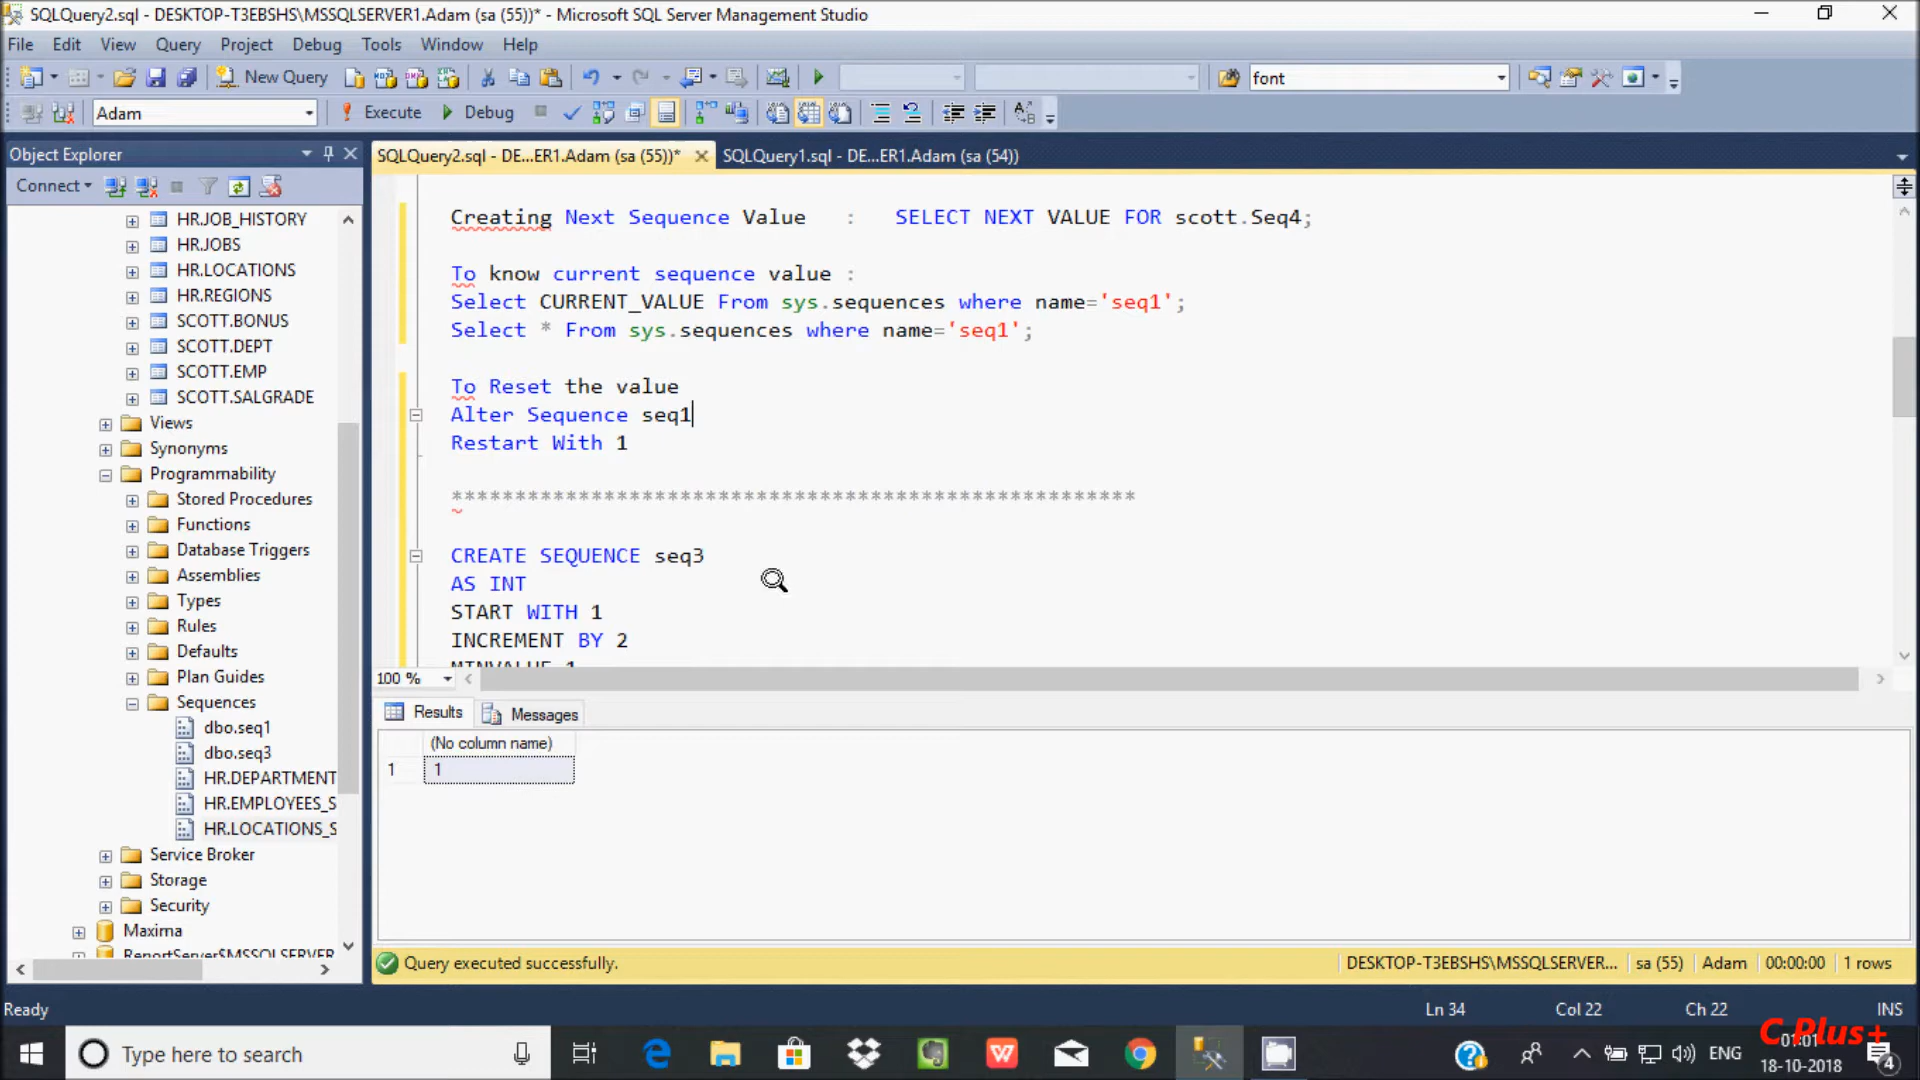 SQLQuery2.sql - DESKTOP-T3EBSHS\MSSQLSERVER1.Adam (sa (55))* - Microsoft SQL Server Management Studio
File Edit View Query Project Debug Tools Window Help
New Query
font
Adam
Execute
Debug
Object Explorer
Connect
HR.JOB_HISTORY
HR.JOBS
HR.LOCATIONS
HR.REGIONS
SCOTT.BONUS
SCOTT.DEPT
SCOTT.EMP
SCOTT.SALGRADE
Views
Synonyms
Programmability
Stored Procedures
Functions
Database Triggers
Assemblies
Types
Rules
Defaults
Plan Guides
Sequences
dbo.seq1
dbo.seq3
HR.DEPARTMENT
HR.EMPLOYEES_S
HR.LOCATIONS_S
Service Broker
Storage
Security
Maxima
ReportServer$MSSQLSERVER
SQLQuery2.sql - DE...ER1.Adam (sa (55))*
SQLQuery1.sql - DE...ER1.Adam (sa (54))
Creating Next Sequence Value : SELECT NEXT VALUE FOR scott.Seq4;
To know current sequence value :
Select CURRENT_VALUE From sys.sequences where name='seq1';
Select * From sys.sequences where name='seq1';
To Reset the value
Alter Sequence seq1
Restart With 1
******************************************************
CREATE SEQUENCE seq3
AS INT
START WITH 1
INCREMENT BY 2
MINVALUE 1
100 %
Results
Messages
(No column name)
1 1
Query executed successfully.
DESKTOP-T3EBSHS\MSSQLSERVER... sa (55) Adam 00:00:00 1 rows
Ready
Ln 34 Col 22 Ch 22 INS
C Plus+
Type here to search
ENG
01:01
18-10-2018
4